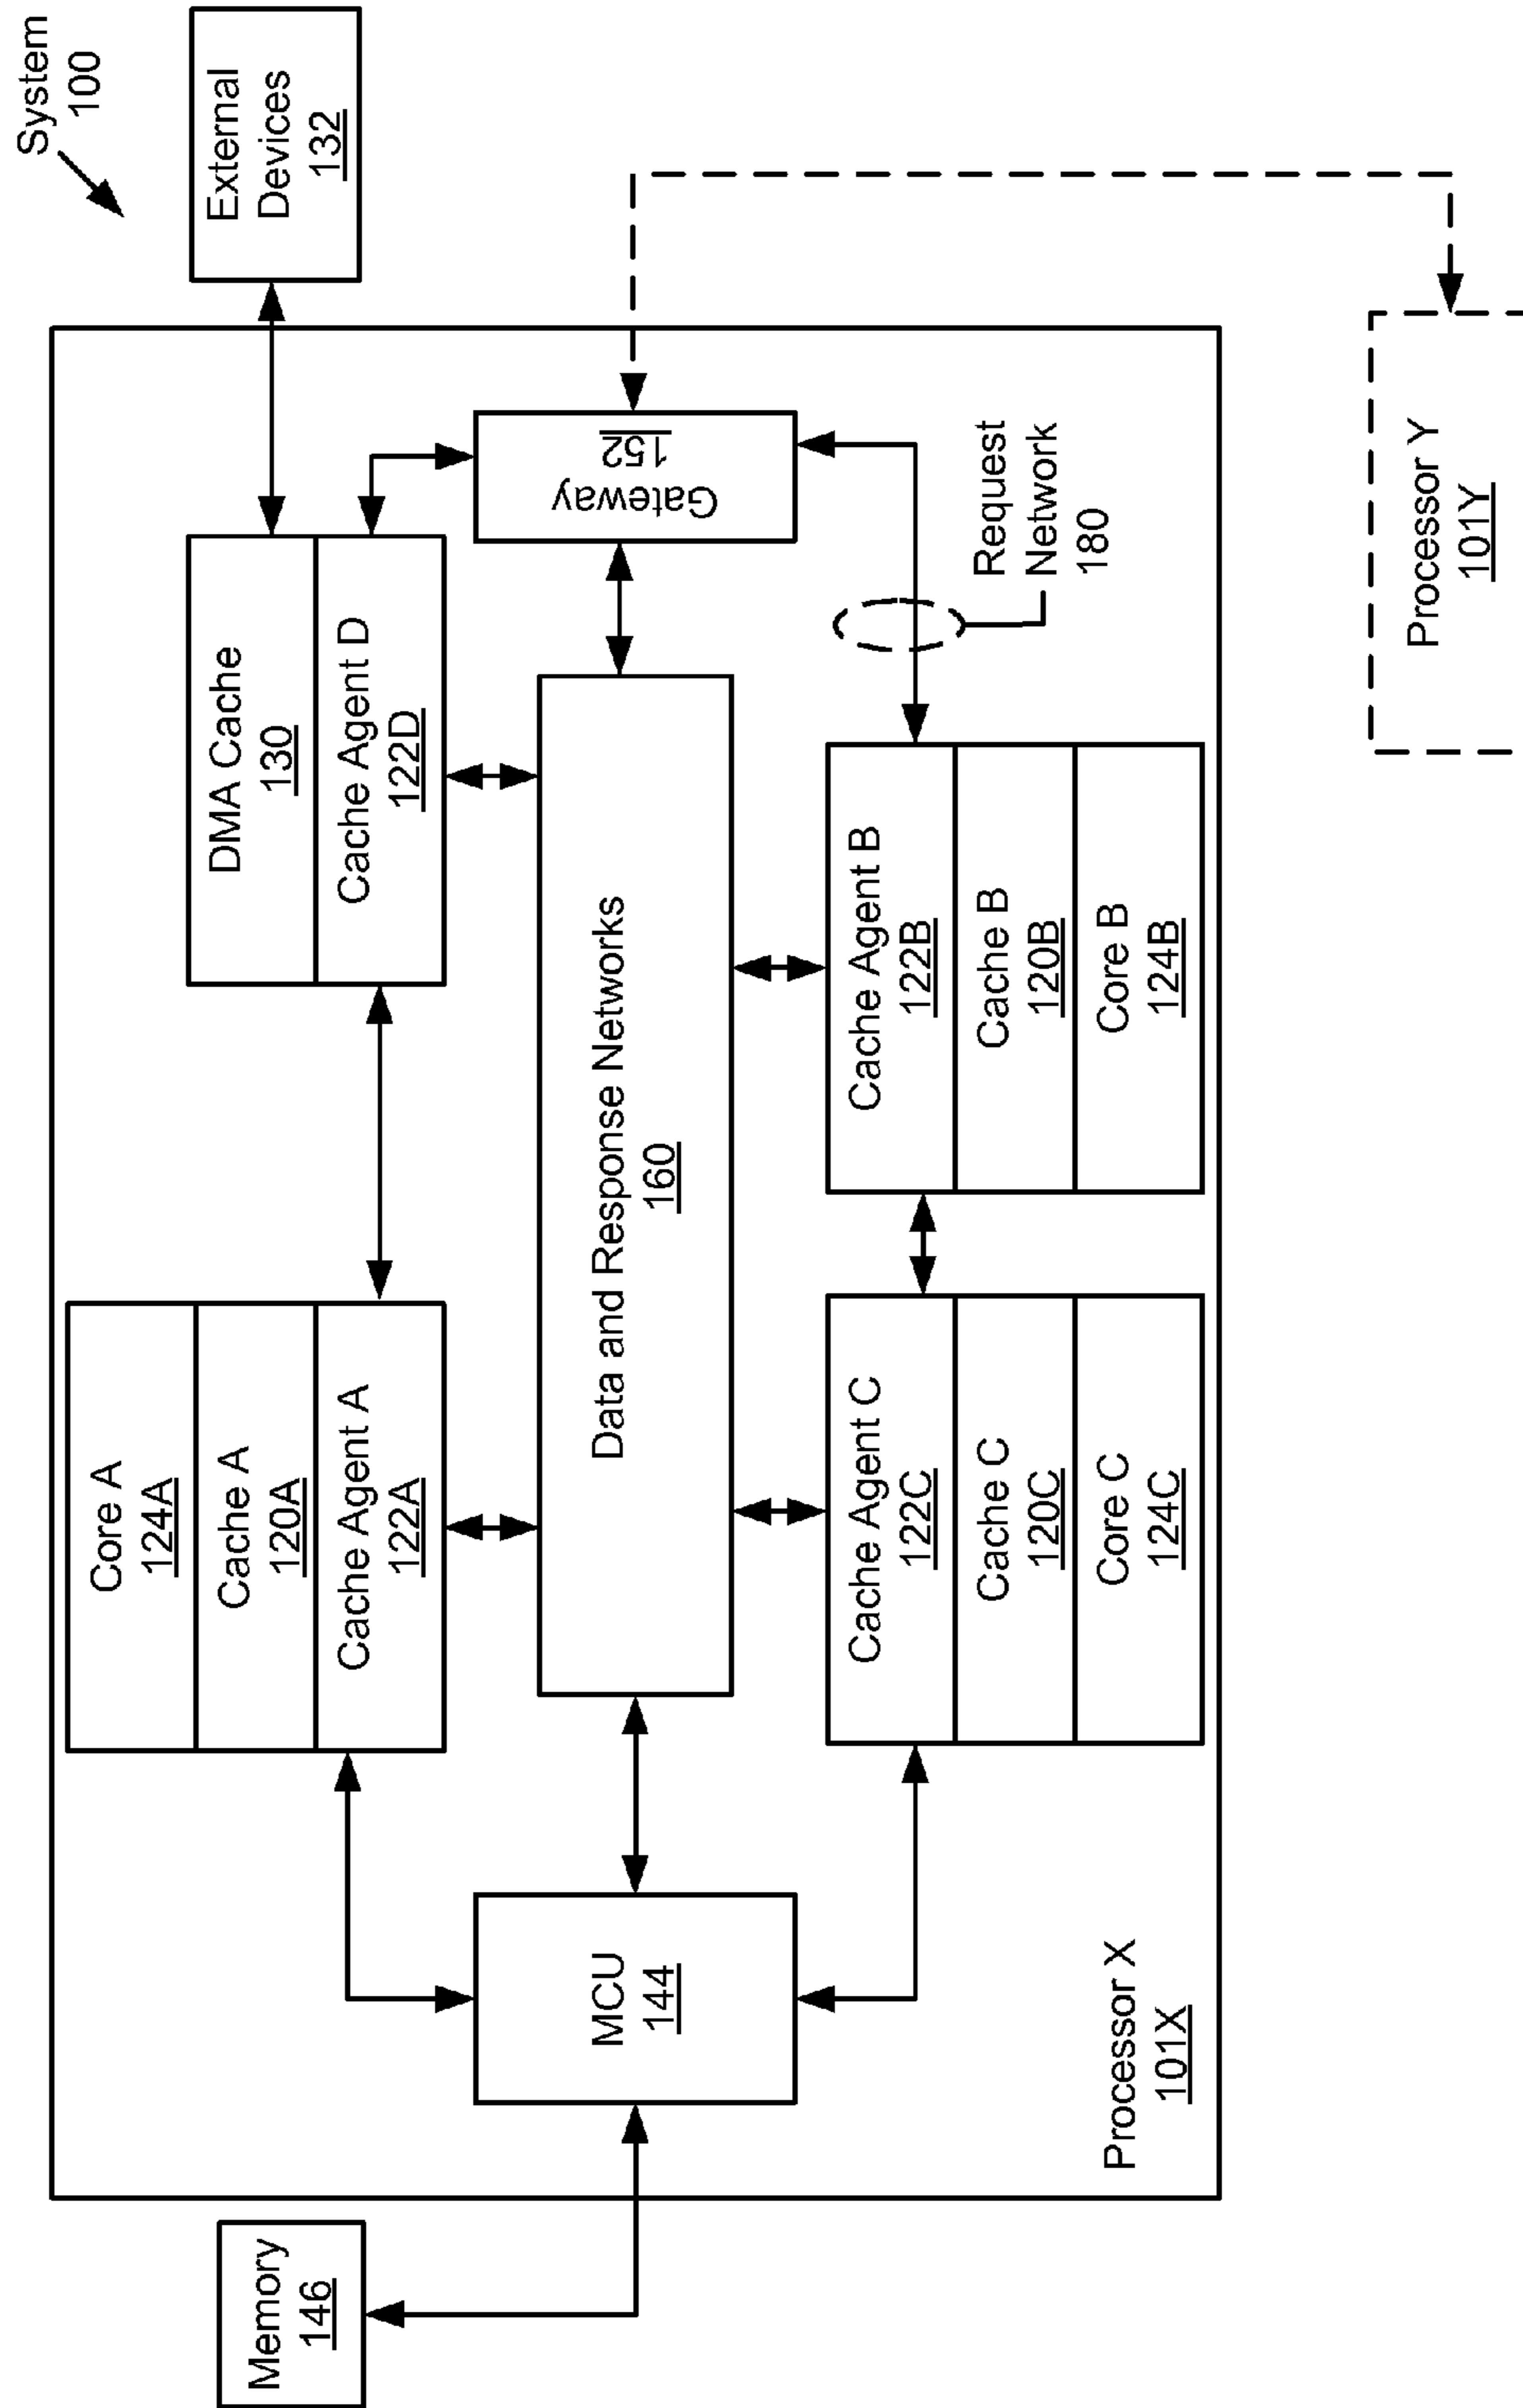 System
100
External
Devices
132
Memory
146
Core A
124A
Cache A
120A
Cache Agent A
122A
DMA Cache
130
Cache Agent D
122D
MCU
144
Data and Response Networks
160
Gateway
152
Request
Network
180
Cache Agent C
122C
Cache C
120C
Core C
124C
Cache Agent B
122B
Cache B
120B
Core B
124B
Processor X
101X
Processor Y
101Y